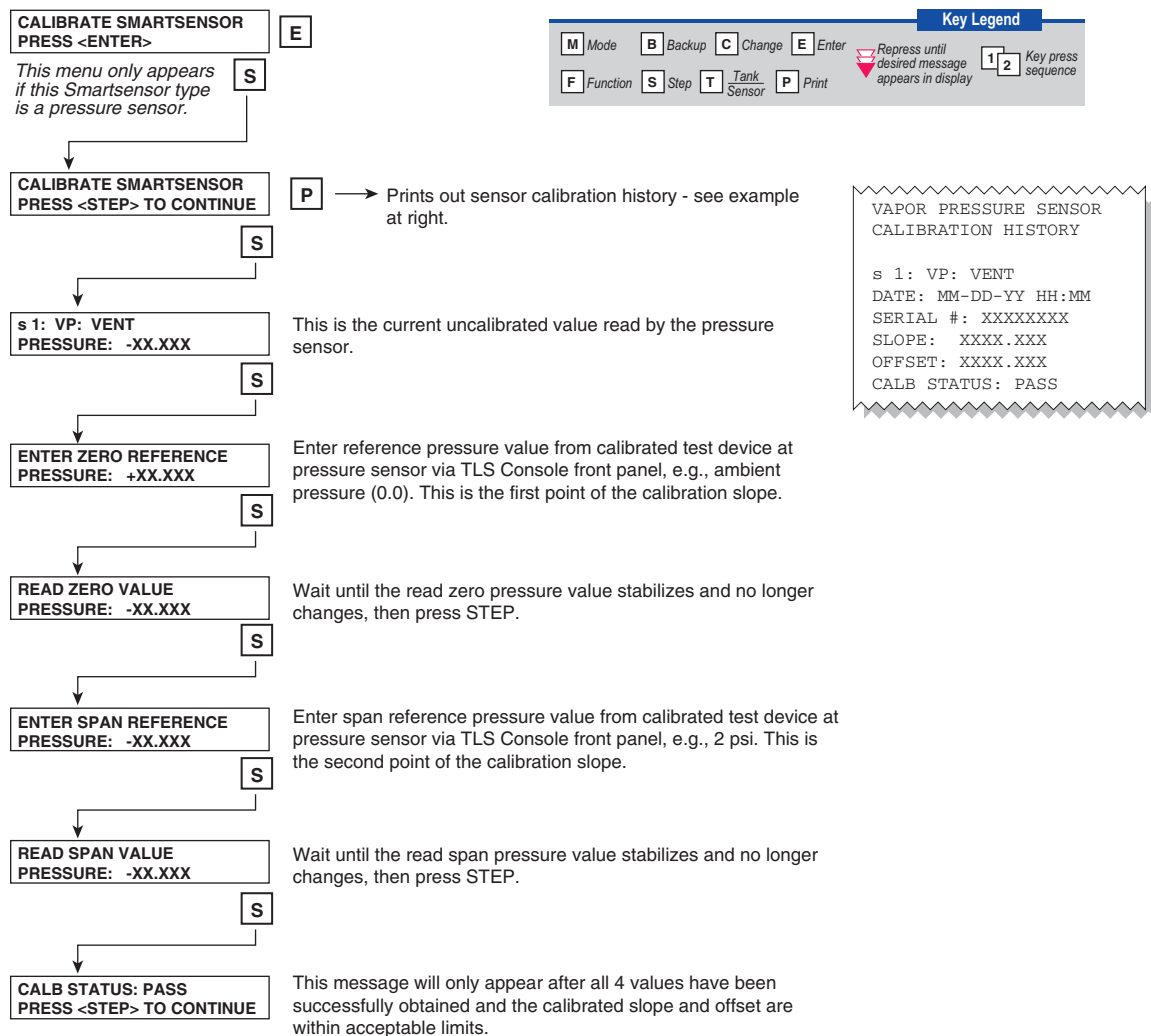 CALIBRATE SMARTSENSOR
PRESS <ENTER>
E
This menu only appears
if this Smartsensor type
is a pressure sensor.
S
Key Legend
M Mode B Backup C Change E Enter
Repress until
desired message
appears in display
1 2 Key press
sequence
F Function S Step T Tank
Sensor P Print
CALIBRATE SMARTSENSOR
PRESS <STEP> TO CONTINUE
P
Prints out sensor calibration history - see example
at right.
S
VAPOR PRESSURE SENSOR
CALIBRATION HISTORY
s 1: VP: VENT
DATE: MM-DD-YY HH:MM
SERIAL #: XXXXXXXX
SLOPE: XXXX.XXX
OFFSET: XXXX.XXX
CALB STATUS: PASS
s 1: VP: VENT
PRESSURE: -XX.XXX
This is the current uncalibrated value read by the pressure
sensor.
S
ENTER ZERO REFERENCE
PRESSURE: +XX.XXX
Enter reference pressure value from calibrated test device at
pressure sensor via TLS Console front panel, e.g., ambient
pressure (0.0). This is the first point of the calibration slope.
S
READ ZERO VALUE
PRESSURE: -XX.XXX
Wait until the read zero pressure value stabilizes and no longer
changes, then press STEP.
S
ENTER SPAN REFERENCE
PRESSURE: -XX.XXX
Enter span reference pressure value from calibrated test device at
pressure sensor via TLS Console front panel, e.g., 2 psi. This is
the second point of the calibration slope.
S
READ SPAN VALUE
PRESSURE: -XX.XXX
Wait until the read span pressure value stabilizes and no longer
changes, then press STEP.
S
CALB STATUS: PASS
PRESS <STEP> TO CONTINUE
This message will only appear after all 4 values have been
successfully obtained and the calibrated slope and offset are
within acceptable limits.